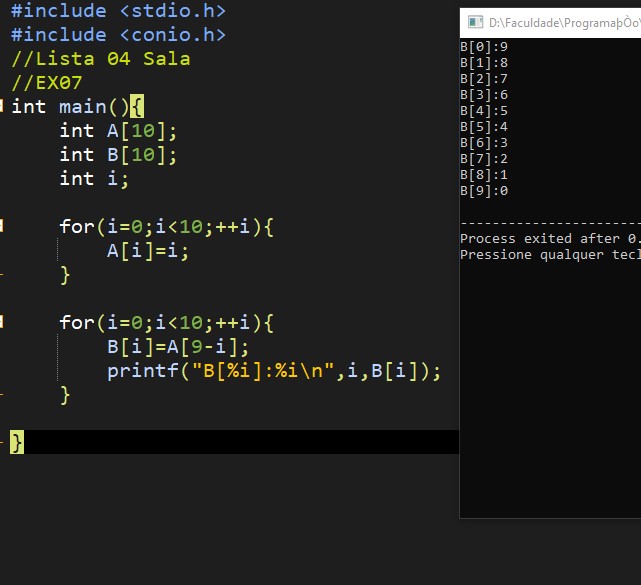 #include <stdio.h>
#include <conio.h>
//Lista 04 Sala
//EX07
int main(){
    int A[10];
    int B[10];
    int i;
    for(i=0;i<10;++i){
        A[i]=i;
    }
    for(i=0;i<10;++i){
        B[i]=A[9-i];
        printf("B[%i]:%i\n",i,B[i]);
    }
}
D:\Faculdade\ProgramaþÒo\
B[0]:9
B[1]:8
B[2]:7
B[3]:6
B[4]:5
B[5]:4
B[6]:3
B[7]:2
B[8]:1
B[9]:0
-----------------------
Process exited after 0.
Pressione qualquer tecl